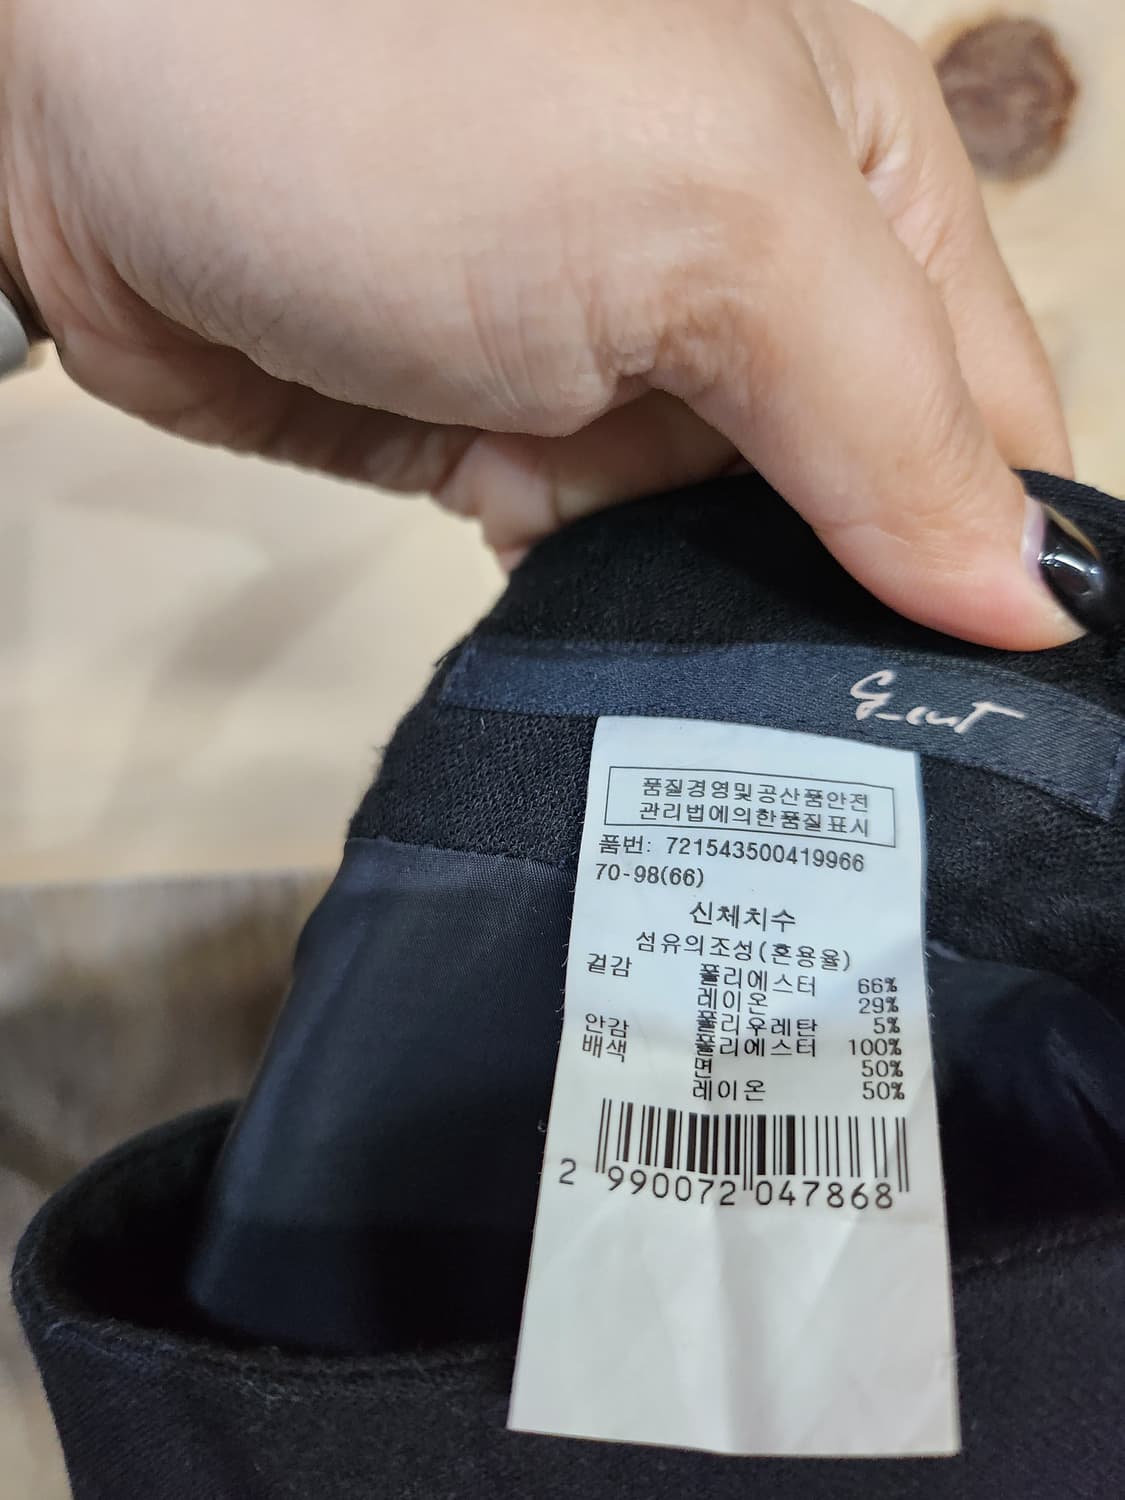 G_cut
품질경영및공산품안전
관리법에의한품질표시
품번: 721543500419966
70-98(66)
신체치수
섬유의조성(혼용율)
겉감 폴리에스터 66%
레이온 29%
폴리우레탄 5%
안감 폴리에스터 100%
배색 면 50%
레이온 50%
2 990072 047868